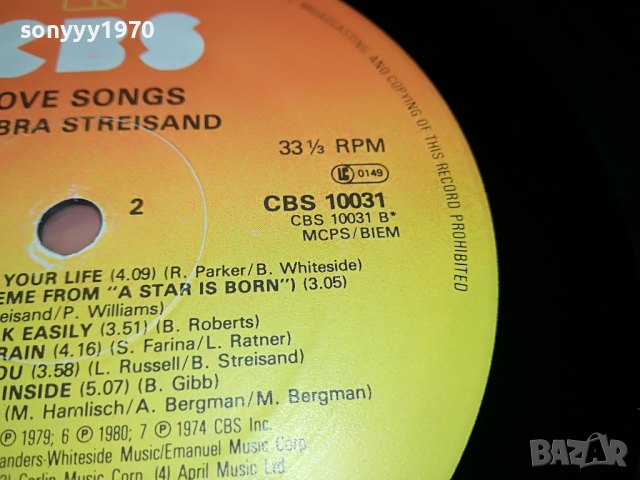 sonyyy1970
CBS
OVE SONGS
BRA STREISAND
33⅓ RPM
LC 0149
CBS 10031
2
CBS 10031 B*
MCPS/BIEM
BROADCASTING AND COPYING OF THIS RECORD PROHIBITED
YOUR LIFE (4.09) (R. Parker/B. Whiteside)
EME FROM "A STAR IS BORN") (3.05)
eisand/P. Williams)
K EASILY (3.51) (B. Roberts)
RAIN (4.16) (S. Farina/L. Ratner)
OU (3.58) (L. Russell/B. Streisand)
INSIDE (5.07) (B. Gibb)
(M. Hamlisch/A. Bergman/M. Bergman)
℗ 1979; 6 ℗ 1980; 7 ℗ 1974 CBS Inc.
anders-Whiteside Music/Emanuel Music Corp
Music Corp. (4) April Music Ltd
BAZAR